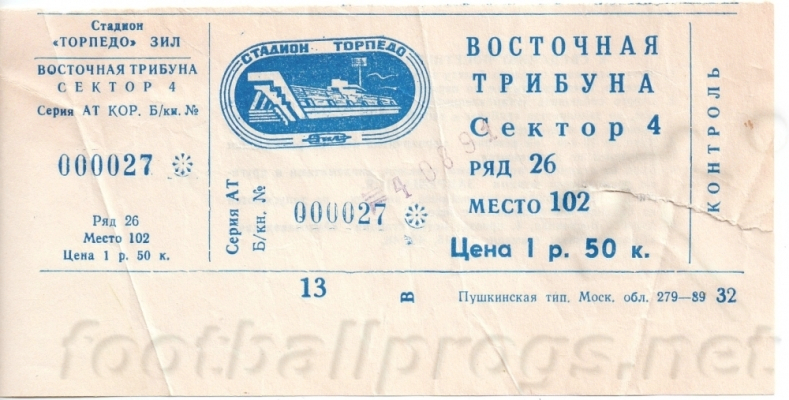 Стадион
«ТОРПЕДО» ЗИЛ
ВОСТОЧНАЯ ТРИБУНА
СЕКТОР 4
Серия АТ КОР. Б/кн. №
000027
Ряд 26
Место 102
Цена 1 р. 50 к.
СТАДИОН ТОРПЕДО
ЗИЛ
Серия АТ
Б/кн. №
000027
ВОСТОЧНАЯ
ТРИБУНА
Сектор 4
РЯД 26
МЕСТО 102
Цена 1 р. 50 к.
КОНТРОЛЬ
13
В
Пушкинская тип. Моск. обл. 279—89 32
footballprogs.net